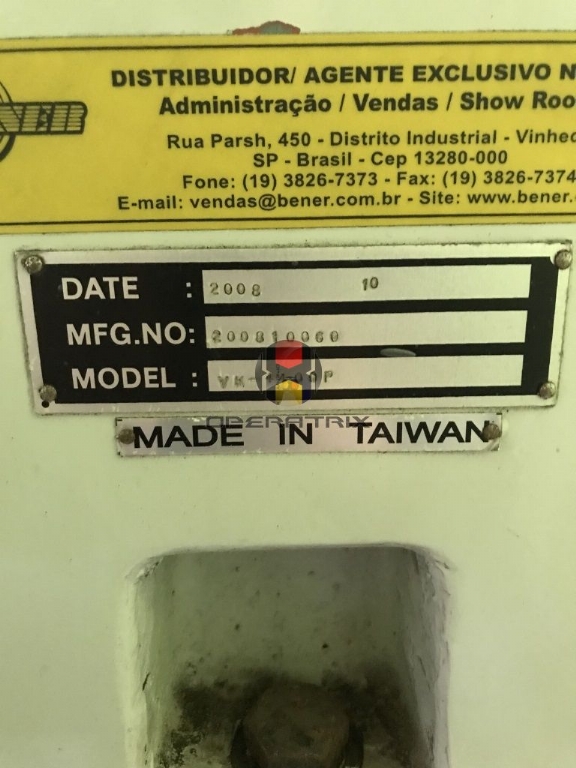 BENER
DISTRIBUIDOR/ AGENTE EXCLUSIVO N
Administração / Vendas / Show Roo
Rua Parsh, 450 - Distrito Industrial - Vinhed
SP - Brasil - Cep 13280-000
Fone: (19) 3826-7373 - Fax: (19) 3826-7374
E-mail: vendas@bener.com.br - Site: www.bener.
DATE : 2008 10
MFG.NO: 200810060
MODEL :
OPERATRIX
MADE IN TAIWAN